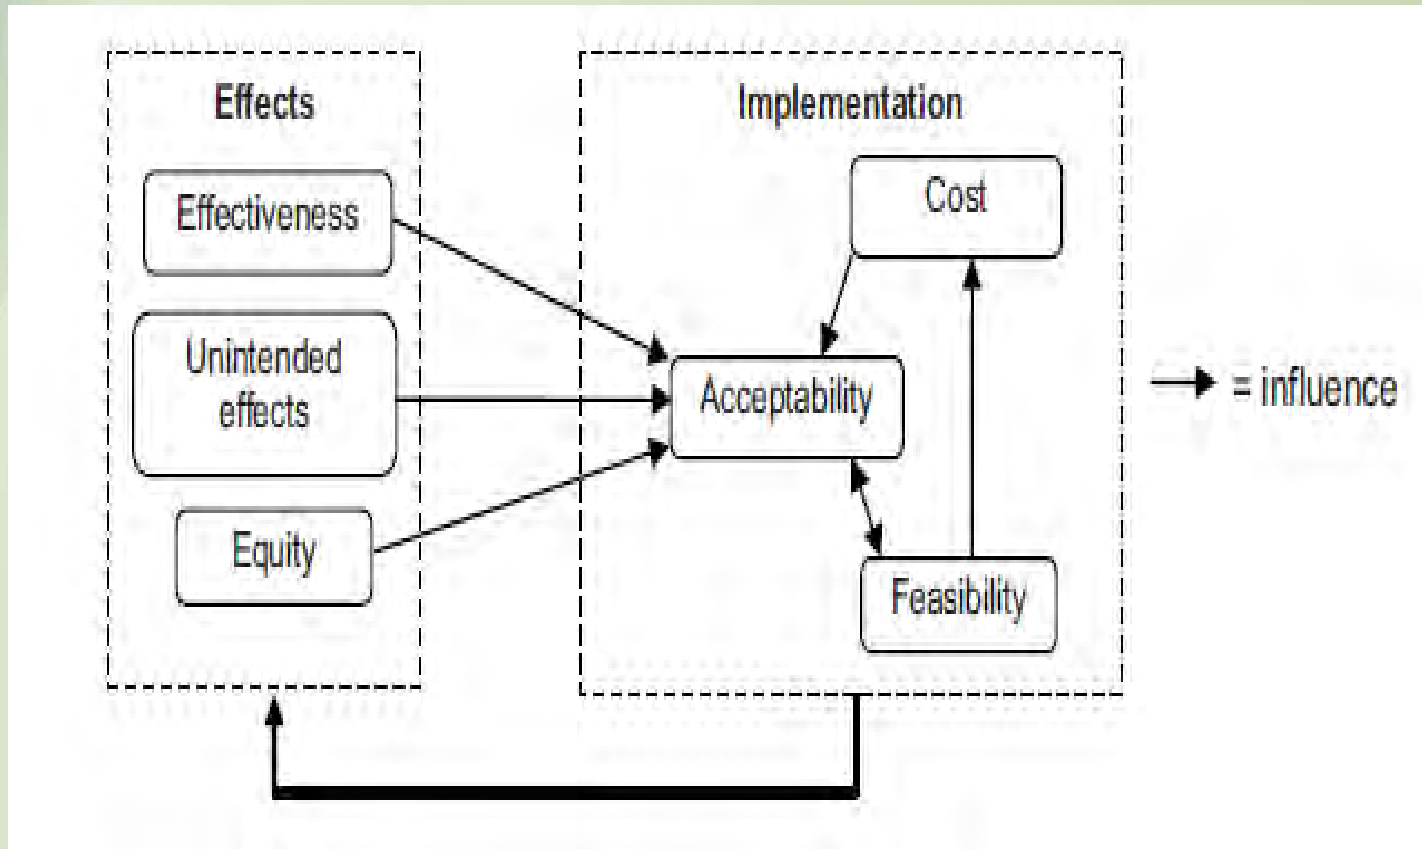 Effects
Effectiveness
Unintended
effects
Equity
Implementation
Cost
Acceptability
Feasibility
= influence